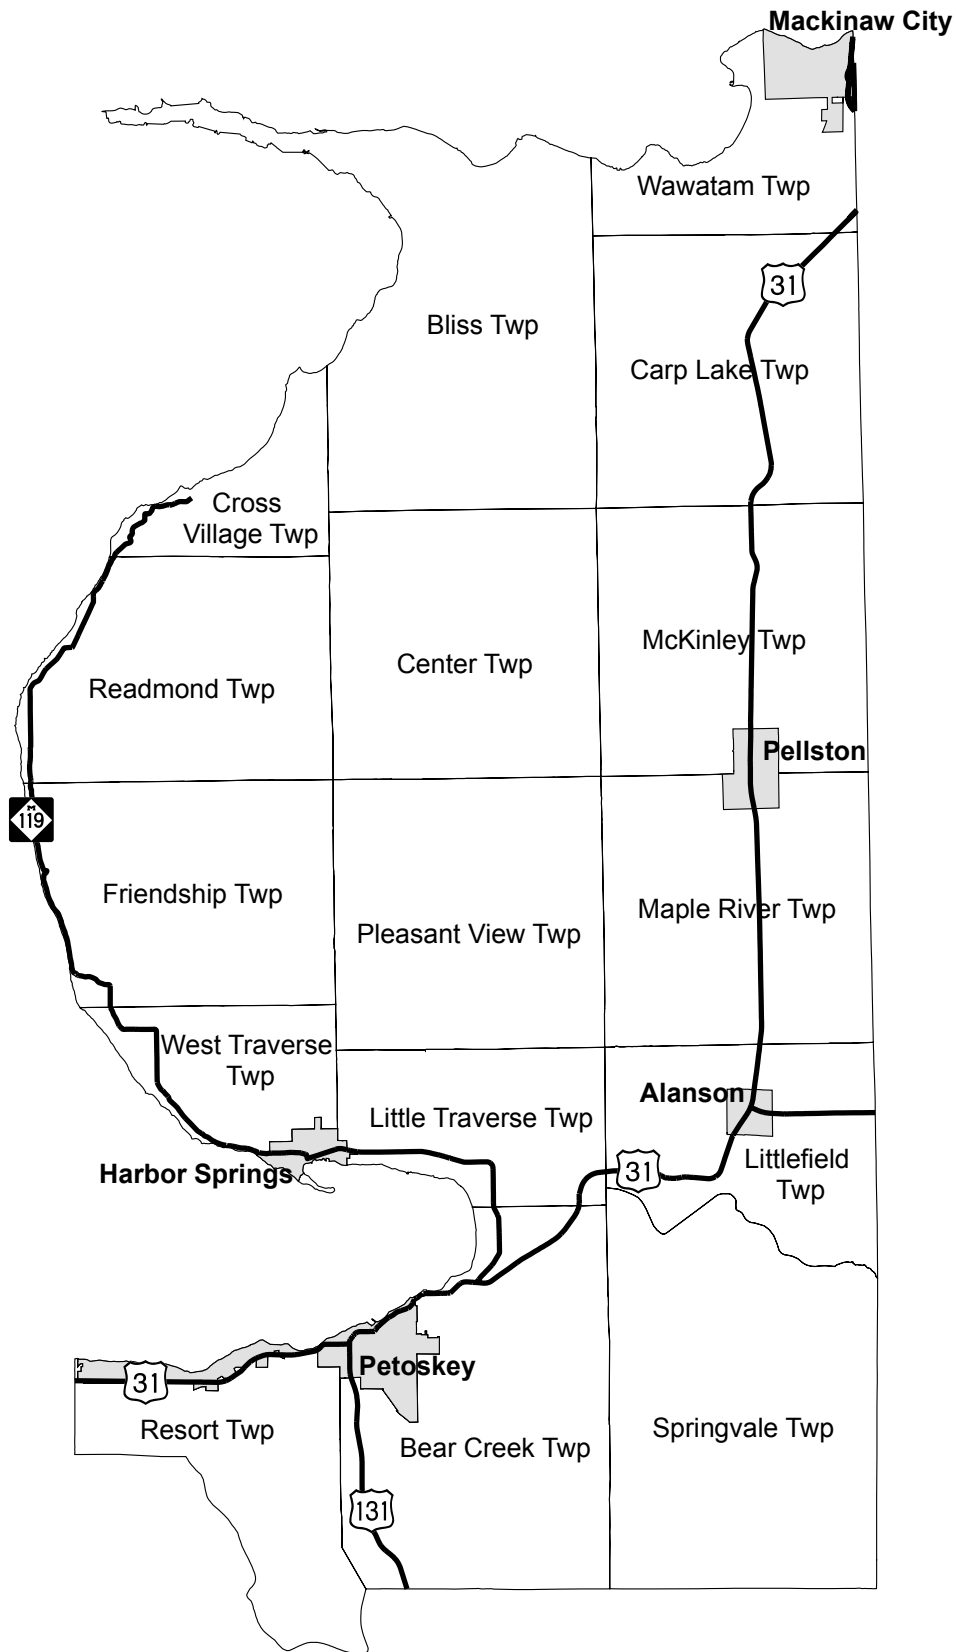 Mackinaw City
Wawatam Twp
31
Bliss Twp
Carp Lake Twp
Cross
Village Twp
McKinley Twp
Center Twp
Readmond Twp
Pellston
M
119
Friendship Twp
Maple River Twp
Pleasant View Twp
West Traverse
Twp
Alanson
Little Traverse Twp
Harbor Springs
31
Littlefield
Twp
Petoskey
31
Resort Twp
Bear Creek Twp
Springvale Twp
131